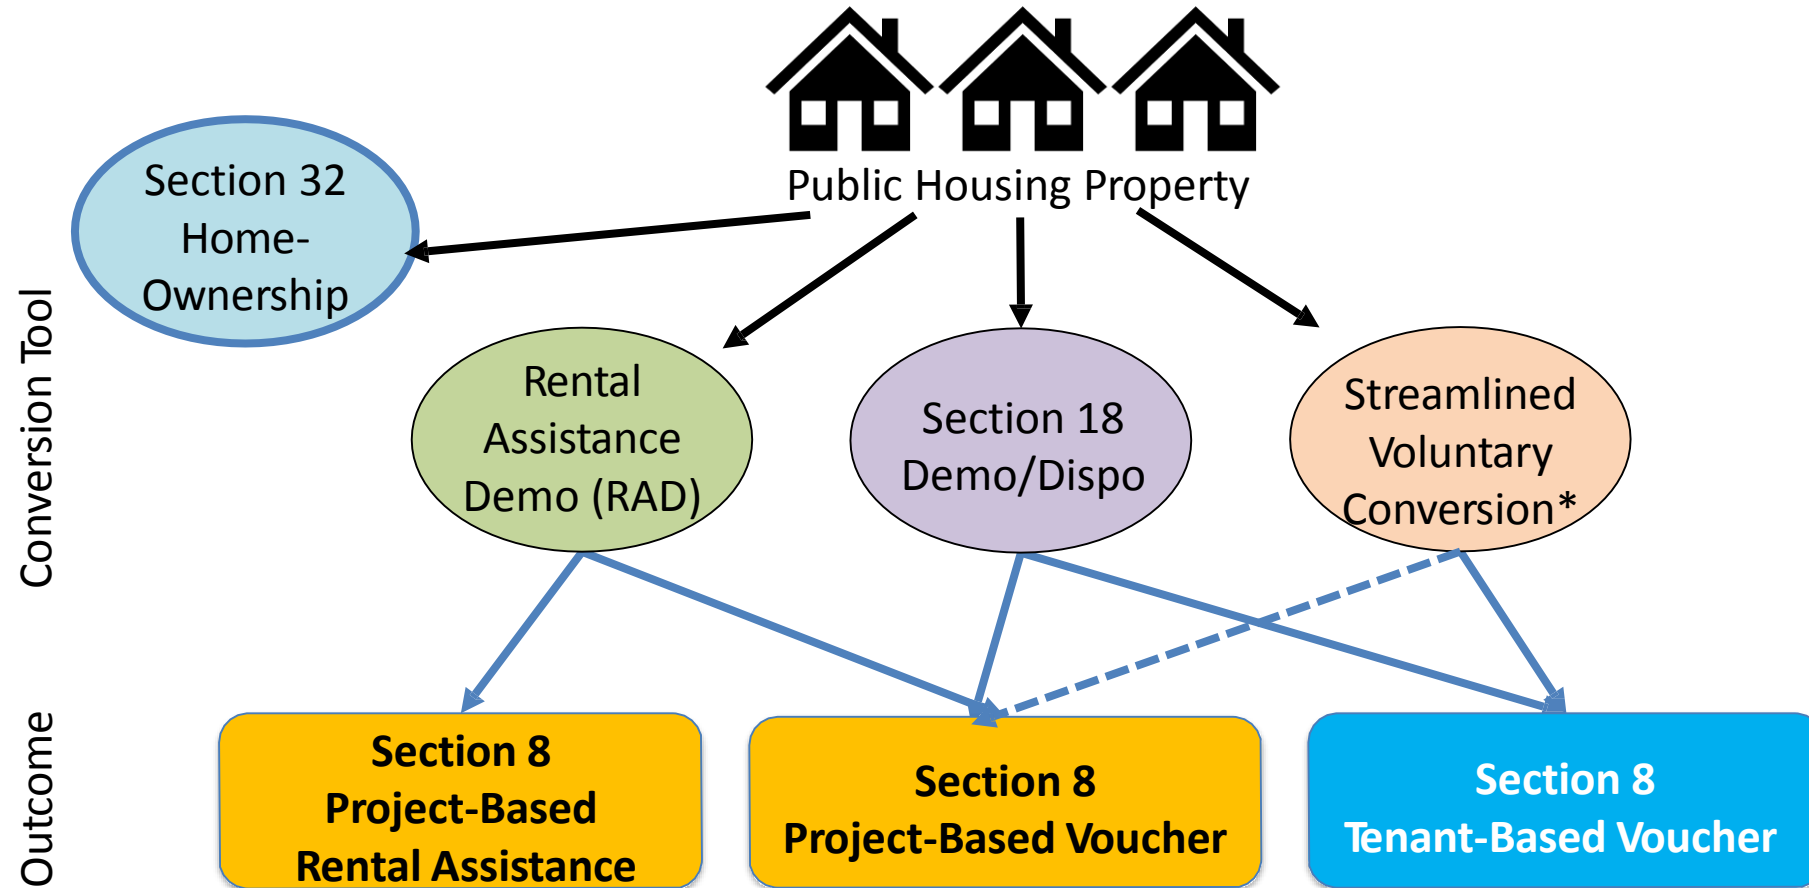 Public Housing Property
Section 32
Home-
Ownership
Conversion Tool
Rental
Assistance
Demo (RAD)
Section 18
Demo/Dispo
Streamlined
Voluntary
Conversion*
Outcome
Section 8
Project-Based
Rental Assistance
Section 8
Project-Based Voucher
Section 8
Tenant-Based Voucher